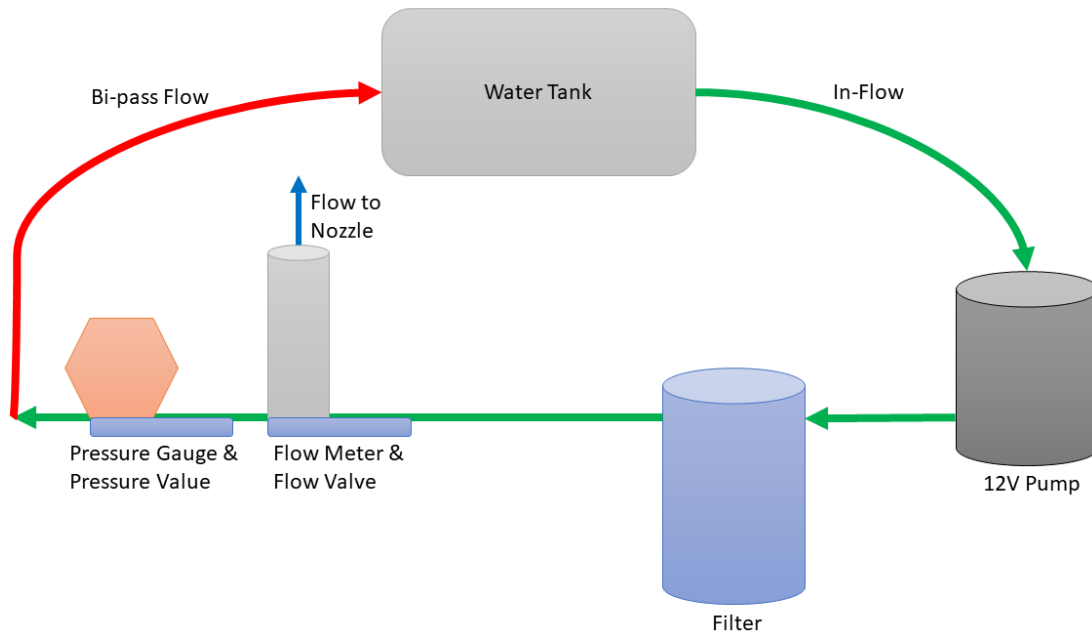 Bi-pass Flow
Water Tank
In-Flow
Flow to
Nozzle
Pressure Gauge &
Pressure Value
Flow Meter &
Flow Valve
12V Pump
Filter